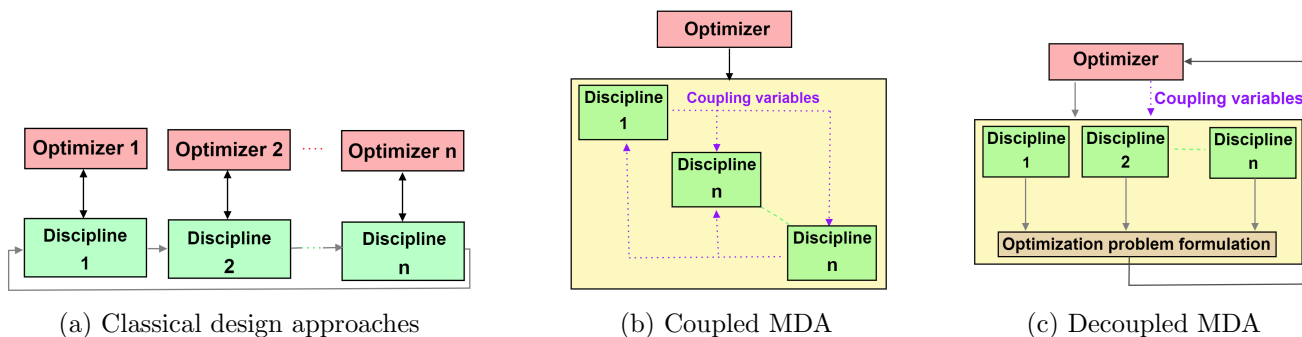 Optimizer 1
Optimizer 2
Optimizer n
Discipline
1
Discipline
2
Discipline
n
(a) Classical design approaches
Optimizer
Discipline
1
Coupling variables
Discipline
n
Discipline
n
(b) Coupled MDA
Optimizer
Coupling variables
Discipline
1
Discipline
2
Discipline
n
Optimization problem formulation
(c) Decoupled MDA